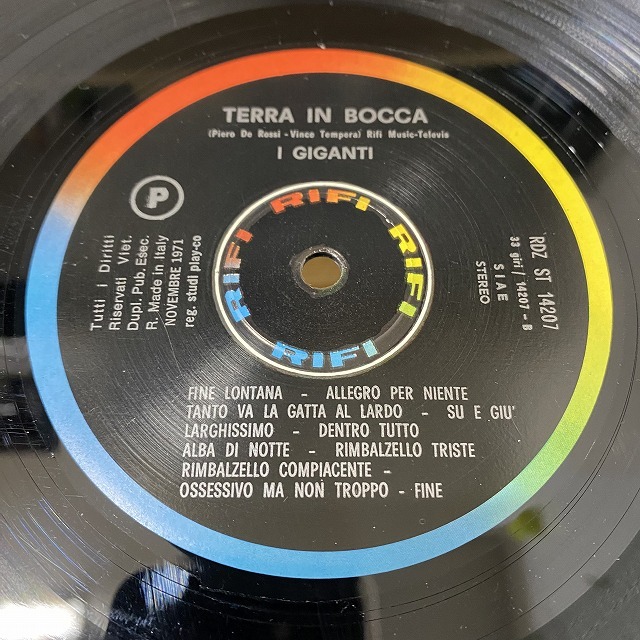 TERRA IN BOCCA
(Piero De Rossi - Vince Tempera) Rifi Music-Televis
I GIGANTI
P
Tutti i Diritti
Riservati Viet.
Dupl. Pub. Esec.
R. Made in Italy
NOVEMBRE 1971
reg. studi play-co
RIFI RIFI RIFI RIFI RIFI
RDZ ST 14207
33 giri / 14207 - B
SIAE
STEREO
FINE LONTANA - ALLEGRO PER NIENTE
TANTO VA LA GATTA AL LARDO - SU E GIU'
LARGHISSIMO - DENTRO TUTTO
ALBA DI NOTTE - RIMBALZELLO TRISTE
RIMBALZELLO COMPIACENTE -
OSSESSIVO MA NON TROPPO - FINE